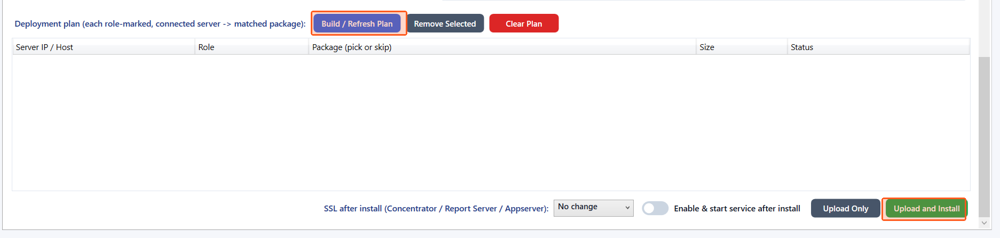 Deployment plan (each role-marked, connected server -> matched package): Build / Refresh Plan Remove Selected Clear Plan
Server IP / Host Role Package (pick or skip) Size Status
SSL after install (Concentrator / Report Server / Appserver): No change Enable & start service after install Upload Only Upload and Install